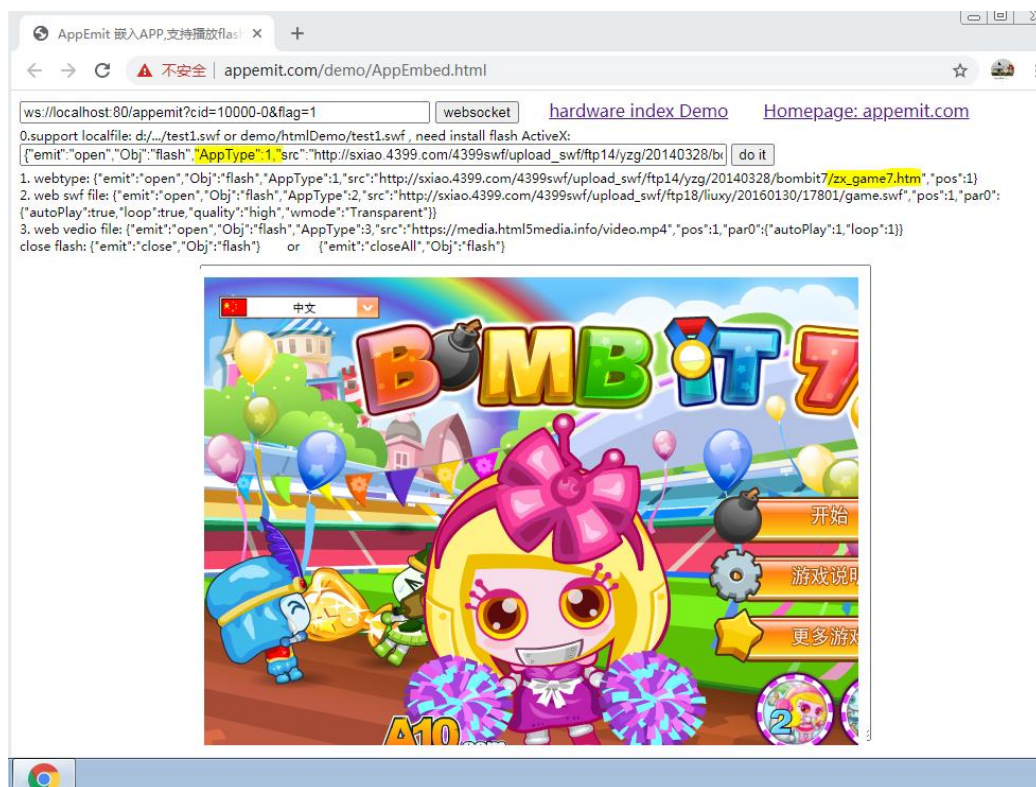 AppEmit 嵌入APP,支持播放flas
不安全 | appemit.com/demo/AppEmbed.html
ws://localhost:80/appemit?cid=10000-0&flag=1 websocket hardware index Demo Homepage: appemit.com
0.support localfile: d:/.../test1.swf or demo/htmlDemo/test1.swf , need install flash ActiveX:
{"emit":"open","Obj":"flash","AppType":1,"src":"http://sxiao.4399.com/4399swf/upload_swf/ftp14/yzg/20140328/bo do it
1. webtype: {"emit":"open","Obj":"flash","AppType":1,"src":"http://sxiao.4399.com/4399swf/upload_swf/ftp14/yzg/20140328/bombit7/zx_game7.htm","pos":1}
2. web swf file: {"emit":"open","Obj":"flash","AppType":2,"src":"http://sxiao.4399.com/4399swf/upload_swf/ftp18/liuxy/20160130/17801/game.swf","pos":1,"par0":
{"autoPlay":true,"loop":true,"quality":"high","wmode":"Transparent"}}
3. web vedio file: {"emit":"open","Obj":"flash","AppType":3,"src":"https://media.html5media.info/video.mp4","pos":1,"par0":{"autoPlay":1,"loop":1}}
close flash: {"emit":"close","Obj":"flash"} or {"emit":"closeAll","Obj":"flash"}
中文
BOMB IT 7
开始
游戏说明
更多游戏
2
A10.com